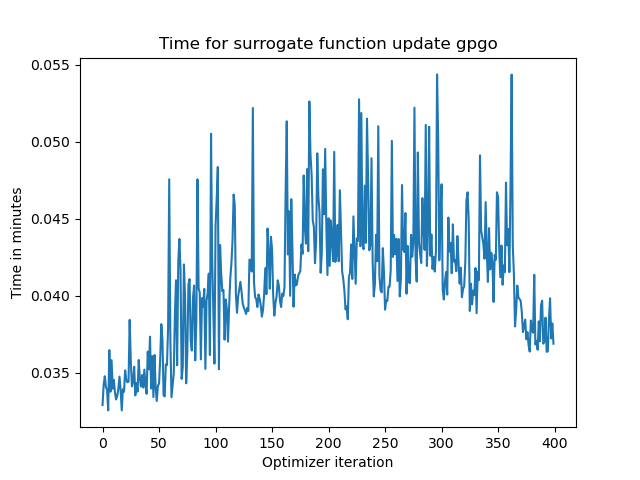 Time for surrogate function update gpgo
0.055
0.050
0.045
0.040
0.035
Time in minutes
0 50 100 150 200 250 300 350 400
Optimizer iteration